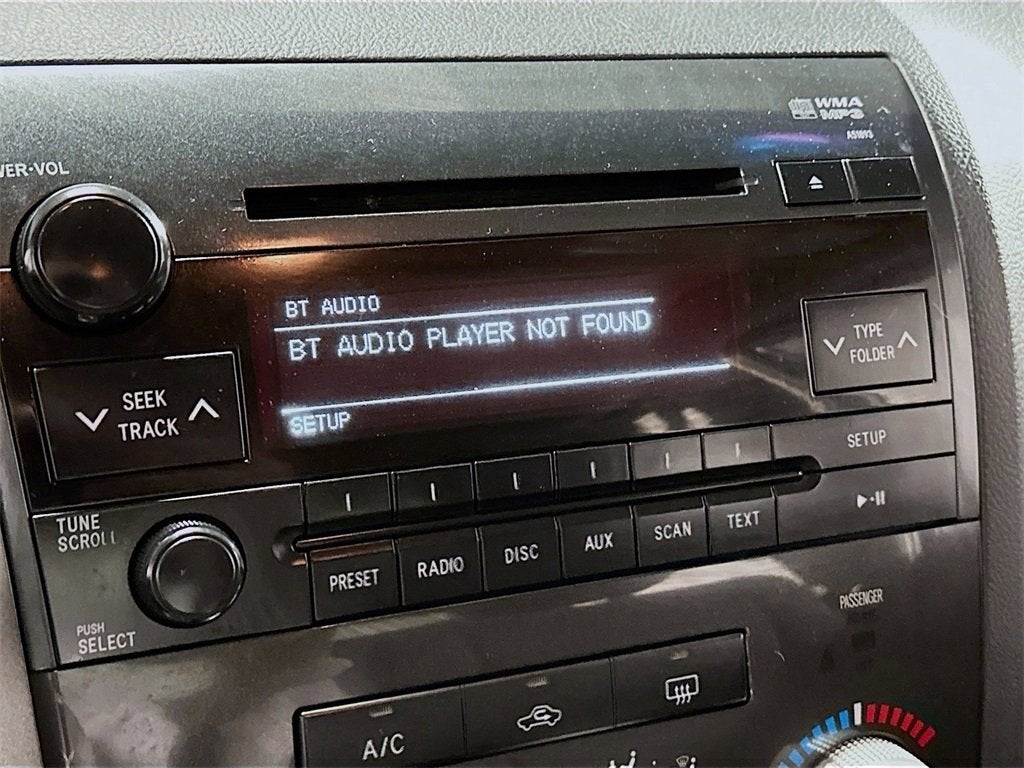 WMA
MP3
AS1093
WER·VOL
BT AUDIO
BT AUDIO PLAYER NOT FOUND
SETUP
TYPE
FOLDER
SEEK
TRACK
SETUP
TUNE
SCROLL
PRESET
RADIO
DISC
AUX
SCAN
TEXT
PUSH
SELECT
PASSENGER
A/C